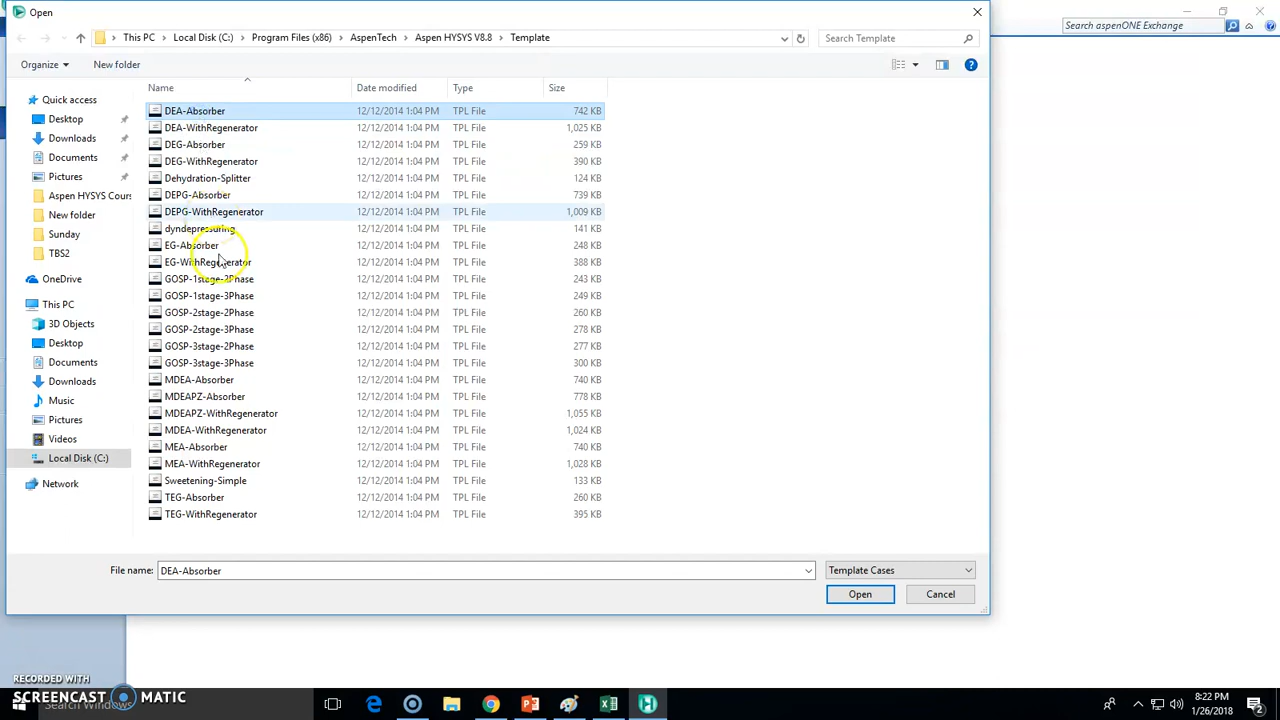 Open
Search aspenONE Exchange
This PC > Local Disk (C:) > Program Files (x86) > AspenTech > Aspen HYSYS V8.8 > Template
Search Template
Organize
New folder
Name Date modified Type Size
Quick access
Desktop
Downloads
Documents
Pictures
Aspen HYSYS Cours
New folder
Sunday
TBS2
OneDrive
This PC
3D Objects
Desktop
Documents
Downloads
Music
Pictures
Videos
Local Disk (C:)
Network
DEA-Absorber 12/12/2014 1:04 PM TPL File 742 KB
DEA-WithRegenerator 12/12/2014 1:04 PM TPL File 1,025 KB
DEG-Absorber 12/12/2014 1:04 PM TPL File 259 KB
DEG-WithRegenerator 12/12/2014 1:04 PM TPL File 390 KB
Dehydration-Splitter 12/12/2014 1:04 PM TPL File 124 KB
DEPG-Absorber 12/12/2014 1:04 PM TPL File 739 KB
DEPG-WithRegenerator 12/12/2014 1:04 PM TPL File 1,009 KB
dyndepressuring 12/12/2014 1:04 PM TPL File 141 KB
EG-Absorber 12/12/2014 1:04 PM TPL File 248 KB
EG-WithRegenerator 12/12/2014 1:04 PM TPL File 388 KB
GOSP-1stage-2Phase 12/12/2014 1:04 PM TPL File 243 KB
GOSP-1stage-3Phase 12/12/2014 1:04 PM TPL File 249 KB
GOSP-2stage-2Phase 12/12/2014 1:04 PM TPL File 260 KB
GOSP-2stage-3Phase 12/12/2014 1:04 PM TPL File 278 KB
GOSP-3stage-2Phase 12/12/2014 1:04 PM TPL File 277 KB
GOSP-3stage-3Phase 12/12/2014 1:04 PM TPL File 300 KB
MDEA-Absorber 12/12/2014 1:04 PM TPL File 740 KB
MDEAPZ-Absorber 12/12/2014 1:04 PM TPL File 778 KB
MDEAPZ-WithRegenerator 12/12/2014 1:04 PM TPL File 1,055 KB
MDEA-WithRegenerator 12/12/2014 1:04 PM TPL File 1,024 KB
MEA-Absorber 12/12/2014 1:04 PM TPL File 740 KB
MEA-WithRegenerator 12/12/2014 1:04 PM TPL File 1,028 KB
Sweetening-Simple 12/12/2014 1:04 PM TPL File 133 KB
TEG-Absorber 12/12/2014 1:04 PM TPL File 260 KB
TEG-WithRegenerator 12/12/2014 1:04 PM TPL File 395 KB
File name: DEA-Absorber Template Cases
Open Cancel
RECORDED WITH
SCREENCAST MATIC
Search Windows
8:22 PM
1/26/2018
2